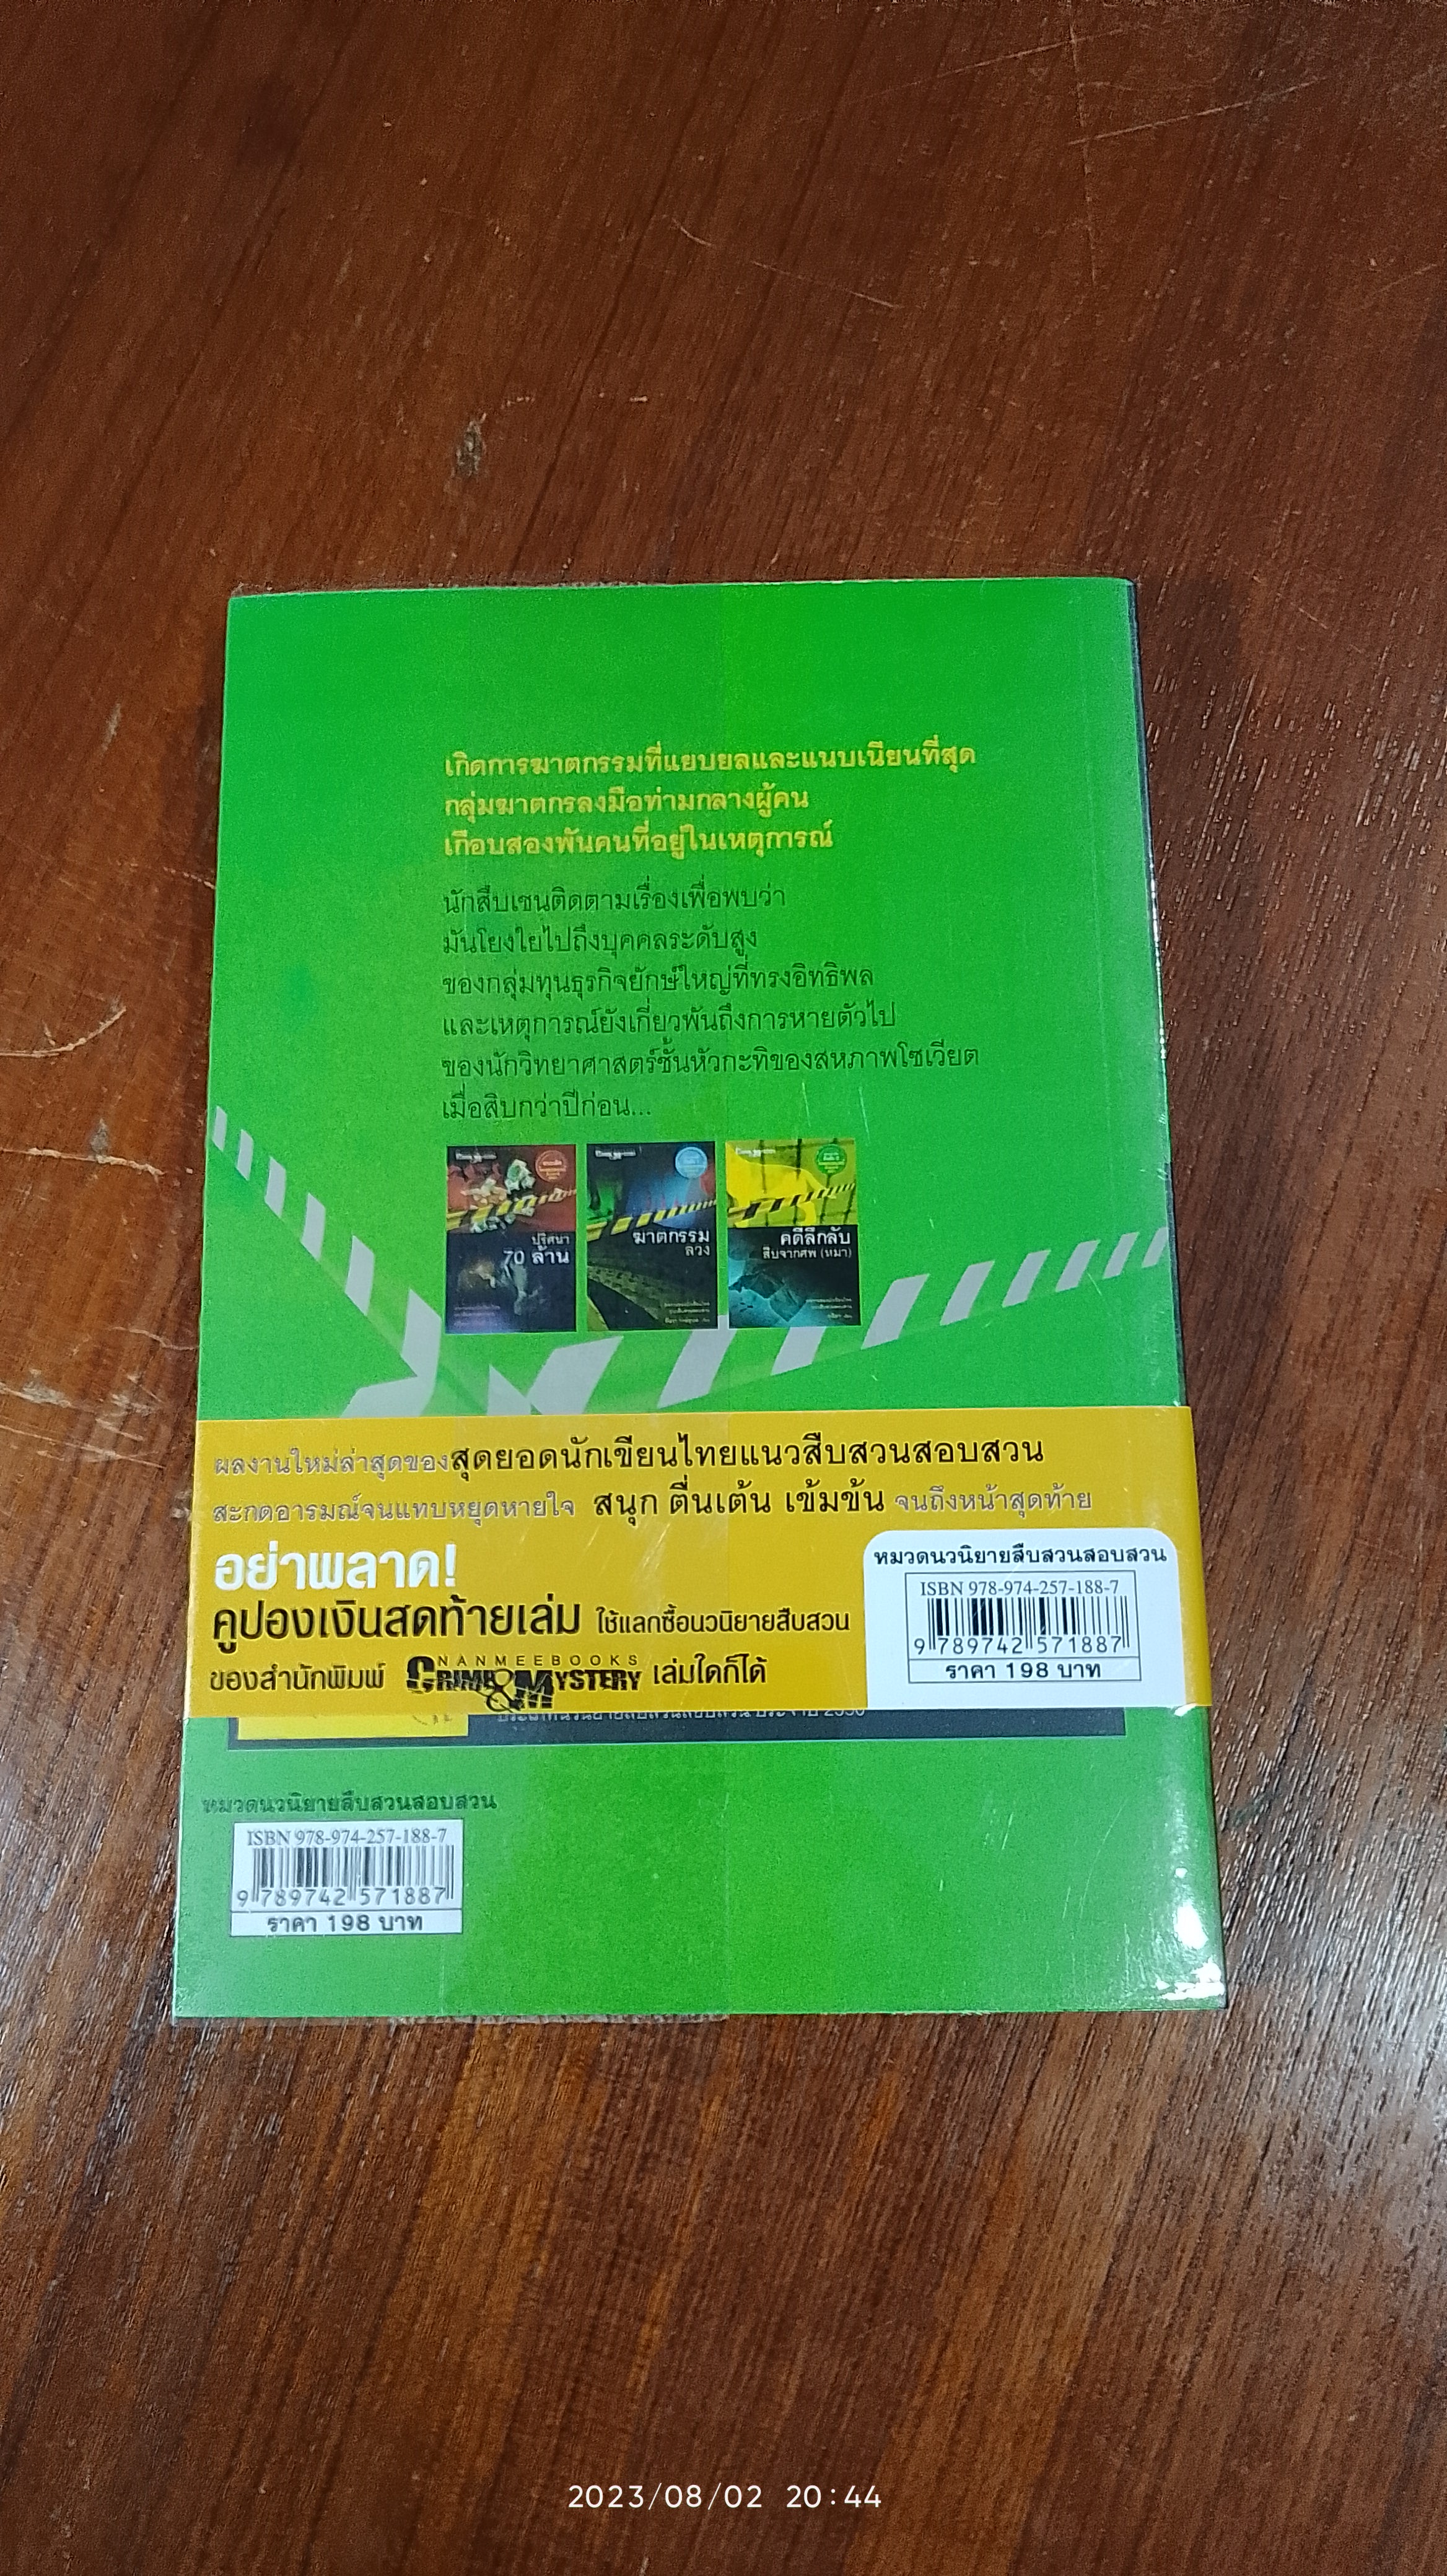 เกิดการฆาตกรรมที่แยบยลและแนบเนียนที่สุด
กลุ่มฆาตกรลงมือท่ามกลางผู้คน
เกือบสองพันคนที่อยู่ในเหตุการณ์
นักสืบเชนติดตามเรื่องเพื่อพบว่า
มันโยงใยไปถึงบุคคลระดับสูง
ของกลุ่มทุนธุรกิจยักษ์ใหญ่ที่ทรงอิทธิพล
และเหตุการณ์ยังเกี่ยวพันถึงการหายตัวไป
ของนักวิทยาศาสตร์ชั้นหัวกะทิของสหภาพโซเวียต
เมื่อสิบกว่าปีก่อน...
ปริศนา
70 ล้าน
ฆาตกรรม
ลวง
คดีลึกลับ
สืบจากศพ (หมา)
ผลงานใหม่ล่าสุดของสุดยอดนักเขียนไทยแนวสืบสวนสอบสวน
สะกดอารมณ์จนแทบหยุดหายใจ สนุก ตื่นเต้น เข้มข้น จนถึงหน้าสุดท้าย
อย่าพลาด!
คูปองเงินสดท้ายเล่ม ใช้แลกซื้อนวนิยายสืบสวน
ของสำนักพิมพ์ NANMEEBOOKS CRIME & MYSTERY เล่มใดก็ได้
หมวดนวนิยายสืบสวนสอบสวน
ISBN 978-974-257-188-7
9 789742 571887
ราคา 198 บาท
หมวดนวนิยายสืบสวนสอบสวน
ISBN 978-974-257-188-7
9 789742 571887
ราคา 198 บาท
2023/08/02 20:44